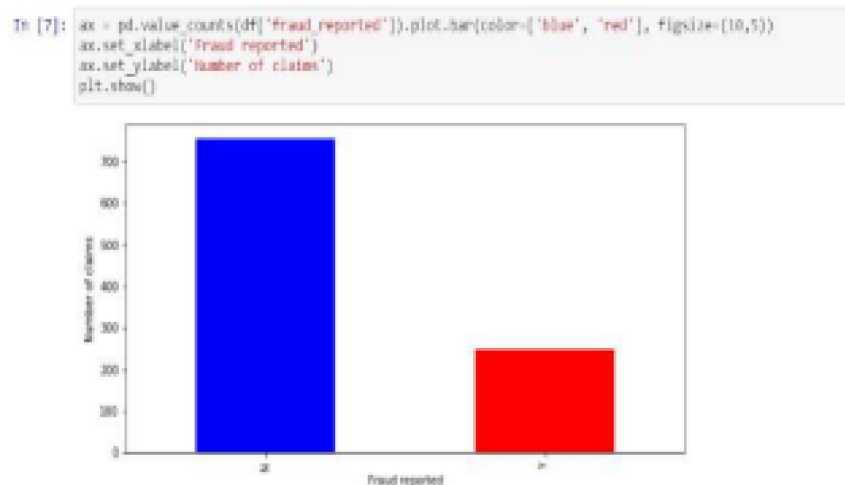 In [7]: ax = pd.value_counts(df['fraud_reported']).plot.bar(color=['blue', 'red'], figsize=(10,5))
ax.set_xlabel('Fraud reported')
ax.set_ylabel('Number of claims')
plt.show()
Number of claims
700
600
500
400
300
200
100
0
N
Y
Fraud reported